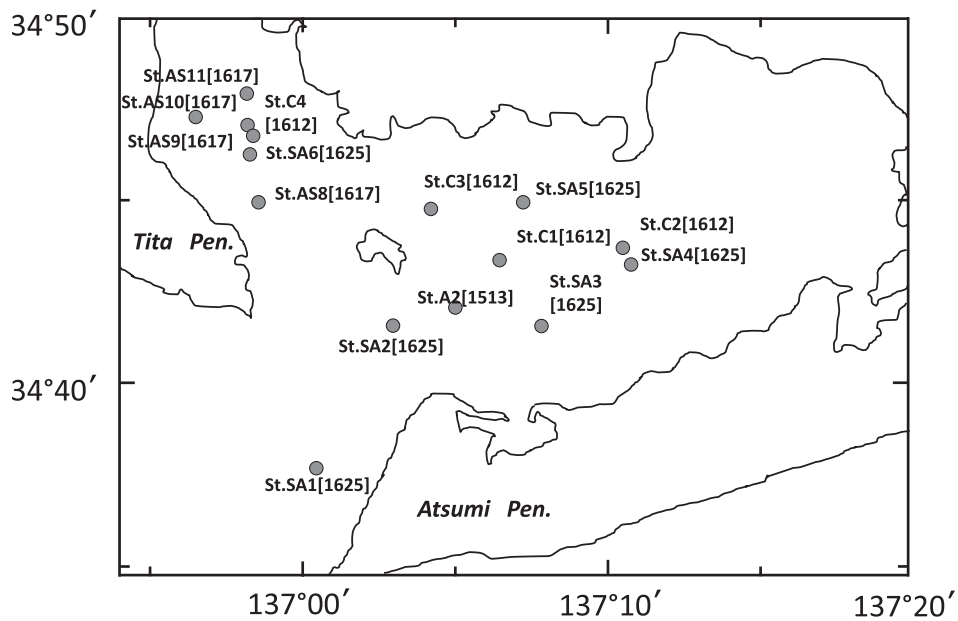 34°50′
St.AS11[1617]
St.AS10[1617]
St.C4
[1612]
St.AS9[1617]
St.SA6[1625]
St.AS8[1617]
St.C3[1612]
St.SA5[1625]
St.C2[1612]
St.C1[1612]
St.SA4[1625]
Tita Pen.
St.SA3
[1625]
St.A2[1513]
St.SA2[1625]
34°40′
St.SA1[1625]
Atsumi Pen.
137°00′
137°10′
137°20′